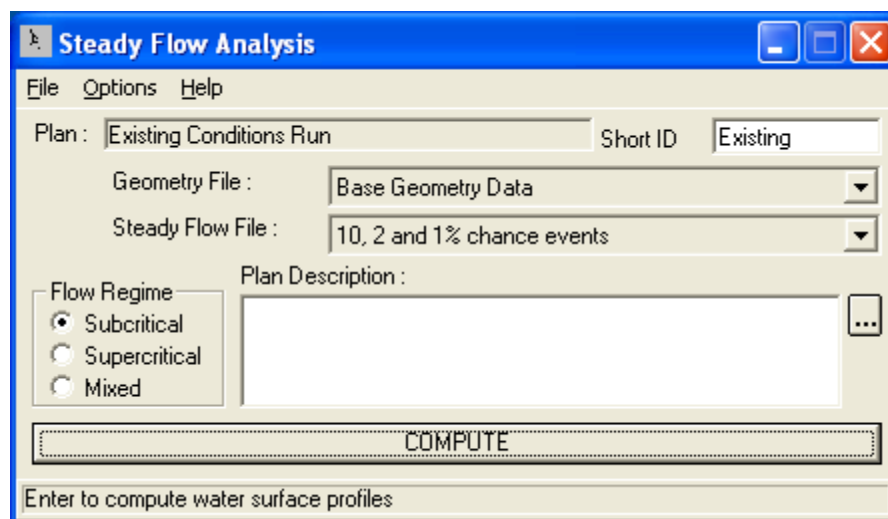 Steady Flow Analysis
File Options Help
Plan : Existing Conditions Run Short ID Existing
Geometry File : Base Geometry Data
Steady Flow File : 10, 2 and 1% chance events
Flow Regime
Subcritical
Supercritical
Mixed
Plan Description :
...
COMPUTE
Enter to compute water surface profiles